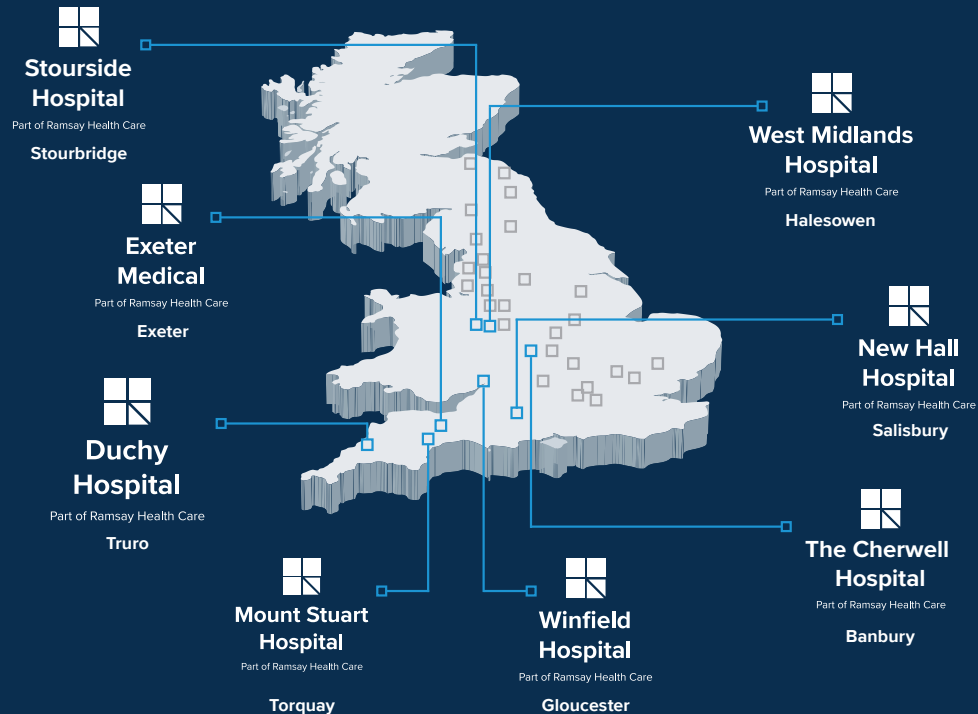 Stourside
Hospital
Part of Ramsay Health Care
Stourbridge
West Midlands
Hospital
Part of Ramsay Health Care
Halesowen
Exeter
Medical
Part of Ramsay Health Care
Exeter
New Hall
Hospital
Part of Ramsay Health Care
Salisbury
Duchy
Hospital
Part of Ramsay Health Care
Truro
The Cherwell
Hospital
Part of Ramsay Health Care
Banbury
Mount Stuart
Hospital
Part of Ramsay Health Care
Torquay
Winfield
Hospital
Part of Ramsay Health Care
Gloucester